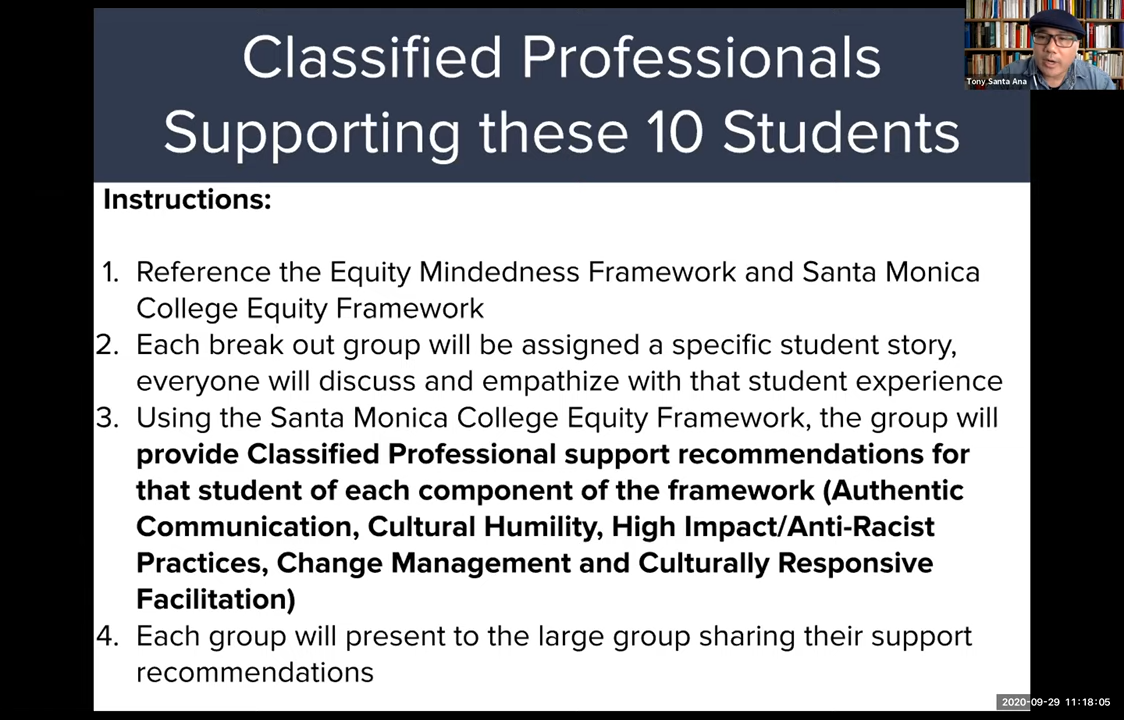 Classified Professionals
Supporting these 10 Students
Tony Santa Ana
Instructions:
1. Reference the Equity Mindedness Framework and Santa Monica
College Equity Framework
2. Each break out group will be assigned a specific student story,
everyone will discuss and empathize with that student experience
3. Using the Santa Monica College Equity Framework, the group will
provide Classified Professional support recommendations for
that student of each component of the framework (Authentic
Communication, Cultural Humility, High Impact/Anti-Racist
Practices, Change Management and Culturally Responsive
Facilitation)
4. Each group will present to the large group sharing their support
recommendations
2020-09-29 11:18:05